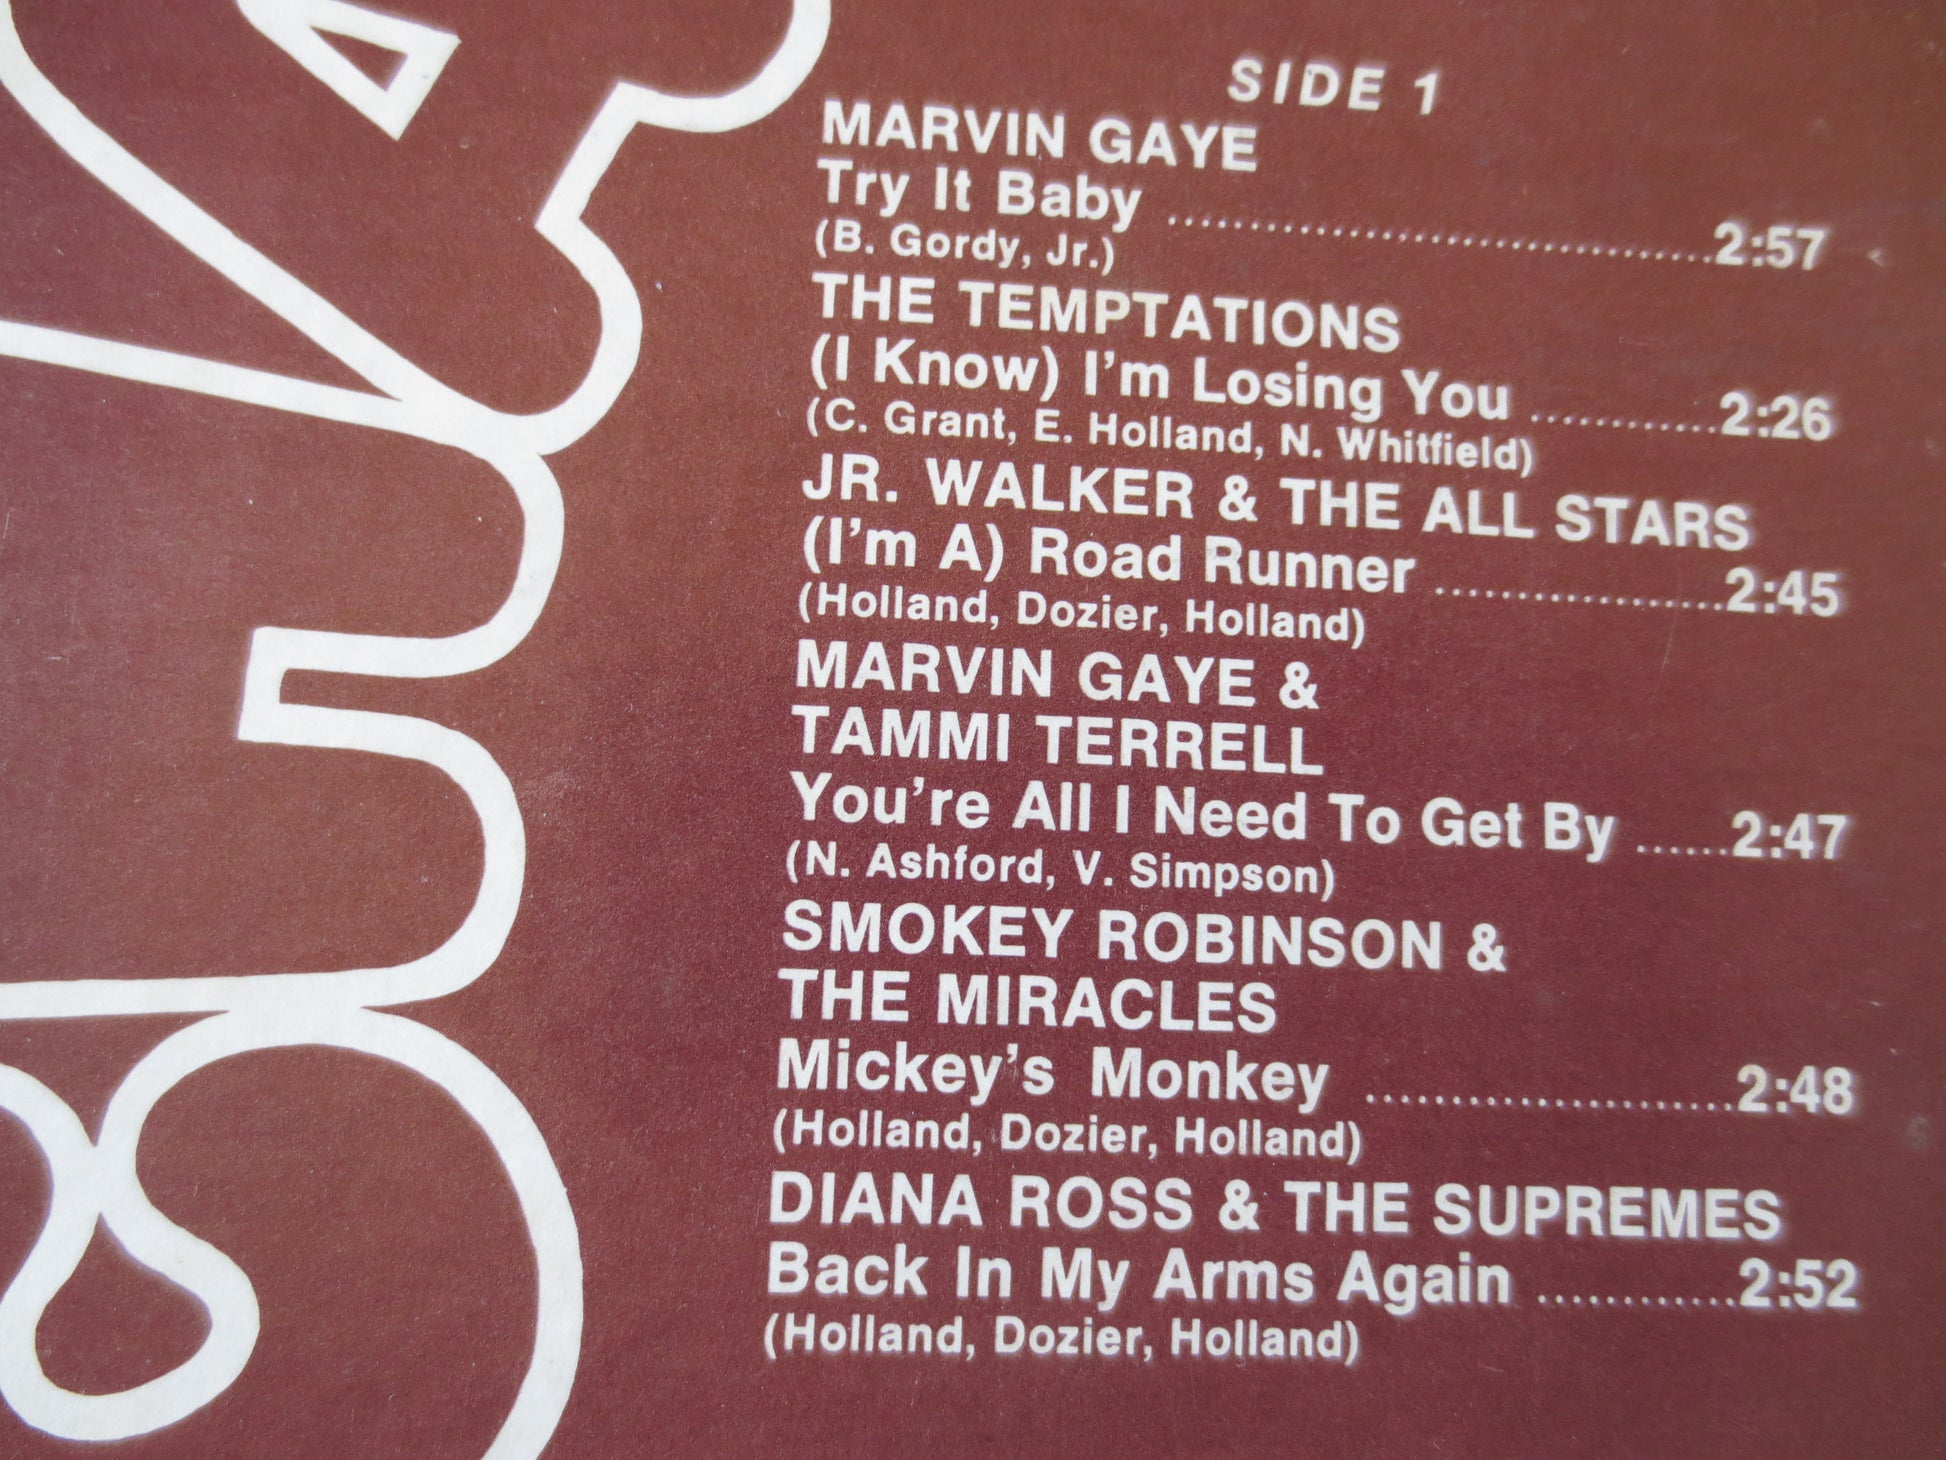 SIDE 1
MARVIN GAYE
Try It Baby ........................................2:57
(B. Gordy, Jr.)
THE TEMPTATIONS
(I Know) I'm Losing You .............2:26
(C. Grant, E. Holland, N. Whitfield)
JR. WALKER & THE ALL STARS
(I'm A) Road Runner ....................2:45
(Holland, Dozier, Holland)
MARVIN GAYE &
TAMMI TERRELL
You're All I Need To Get By ......2:47
(N. Ashford, V. Simpson)
SMOKEY ROBINSON &
THE MIRACLES
Mickey's Monkey ..........................2:48
(Holland, Dozier, Holland)
DIANA ROSS & THE SUPREMES
Back In My Arms Again ..............2:52
(Holland, Dozier, Holland)